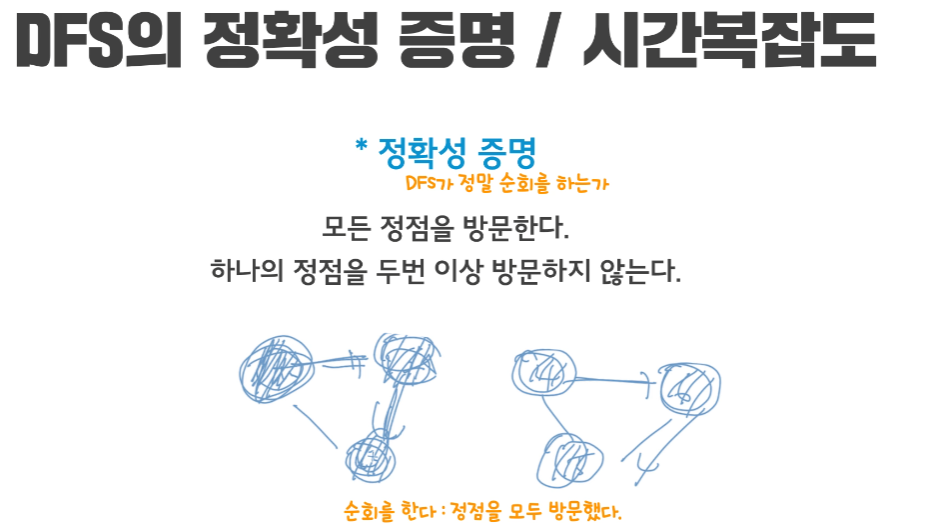 DFS의 정확성 증명 / 시간복잡도
* 정확성 증명
DFS가 정말 순회를 하는가
모든 정점을 방문한다.
하나의 정점을 두번 이상 방문하지 않는다.
순회를 한다 : 정점을 모두 방문했다.